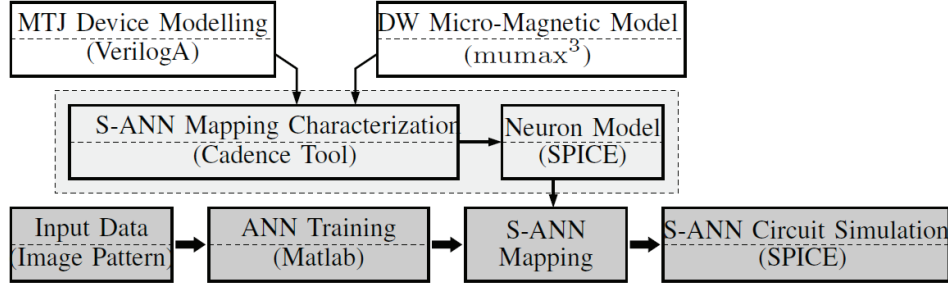 MTJ Device Modelling
(VerilogA)
DW Micro-Magnetic Model
(mumax³)
S-ANN Mapping Characterization
(Cadence Tool)
Neuron Model
(SPICE)
Input Data
(Image Pattern)
ANN Training
(Matlab)
S-ANN
Mapping
S-ANN Circuit Simulation
(SPICE)